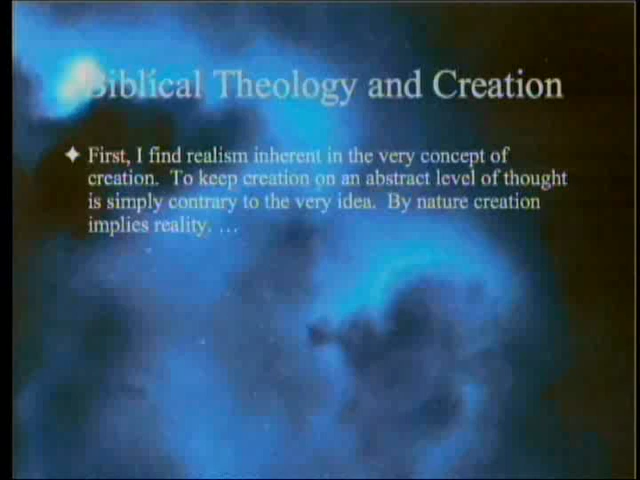 Biblical Theology and Creation
First, I find realism inherent in the very concept of
creation. To keep creation on an abstract level of thought
is simply contrary to the very idea. By nature creation
implies reality. …